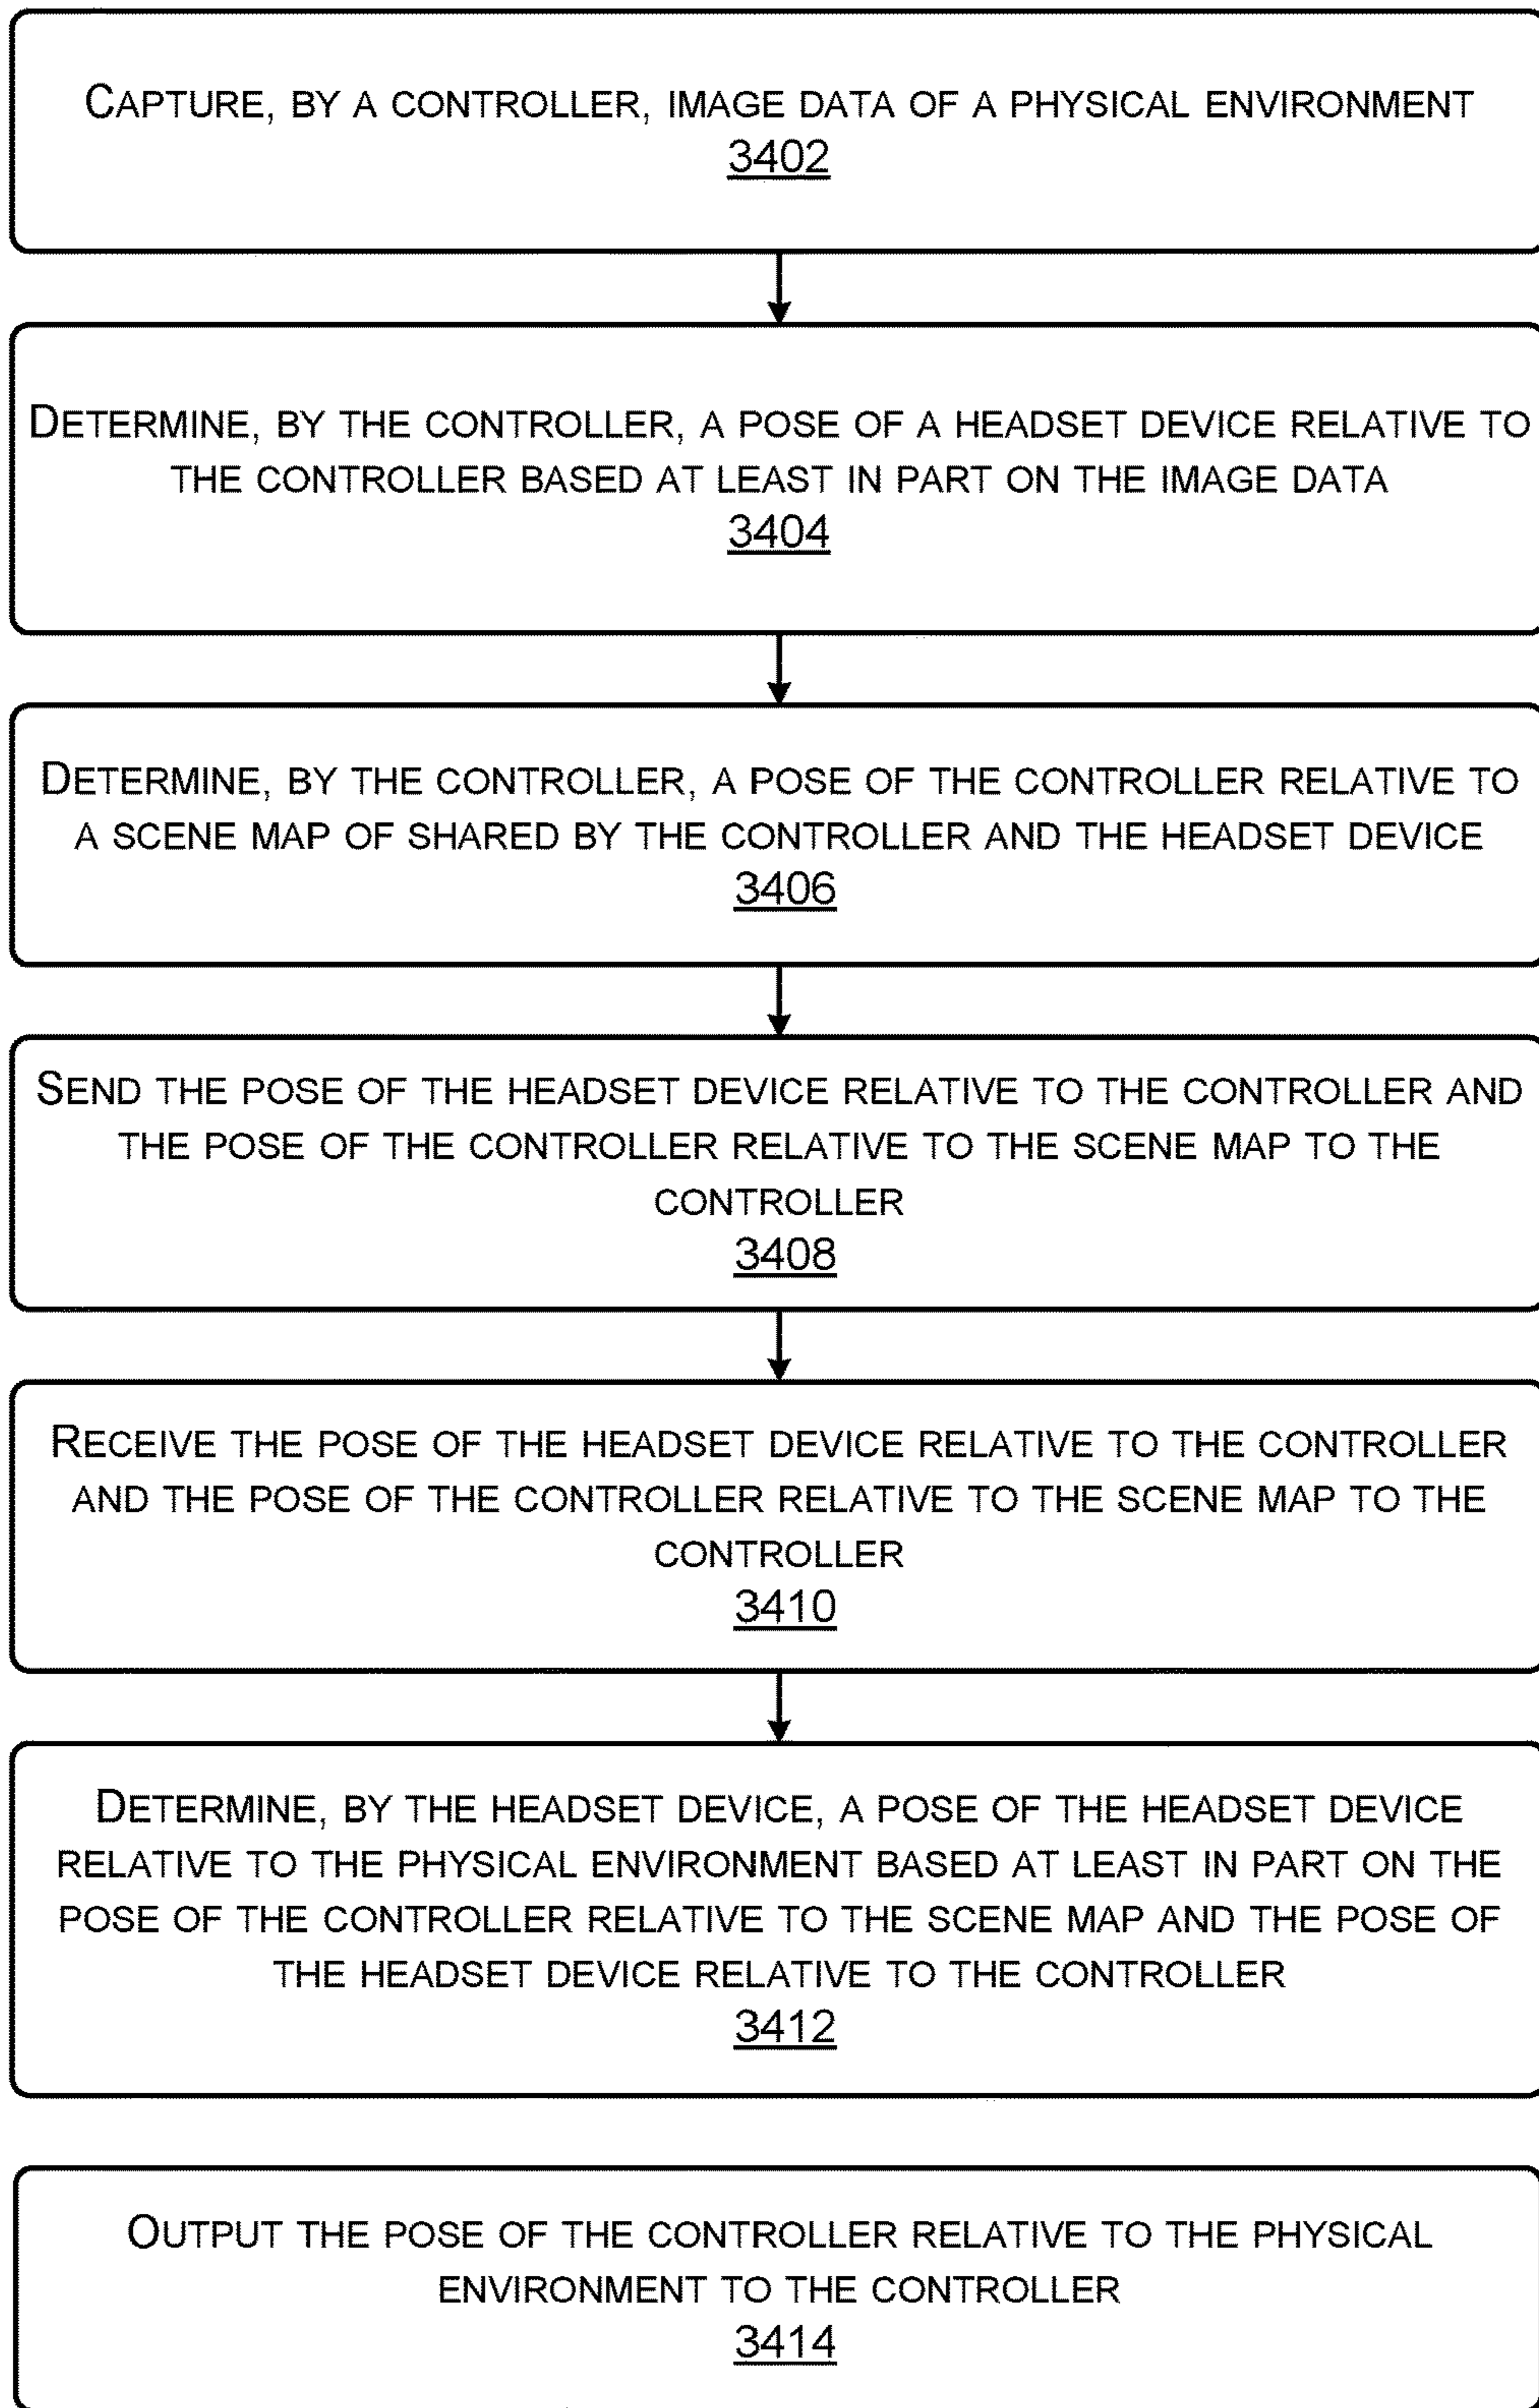 CAPTURE, BY A CONTROLLER, IMAGE DATA OF A PHYSICAL ENVIRONMENT
3402
DETERMINE, BY THE CONTROLLER, A POSE OF A HEADSET DEVICE RELATIVE TO
THE CONTROLLER BASED AT LEAST IN PART ON THE IMAGE DATA
3404
DETERMINE, BY THE CONTROLLER, A POSE OF THE CONTROLLER RELATIVE TO
A SCENE MAP OF SHARED BY THE CONTROLLER AND THE HEADSET DEVICE
3406
SEND THE POSE OF THE HEADSET DEVICE RELATIVE TO THE CONTROLLER AND
THE POSE OF THE CONTROLLER RELATIVE TO THE SCENE MAP TO THE
CONTROLLER
3408
RECEIVE THE POSE OF THE HEADSET DEVICE RELATIVE TO THE CONTROLLER
AND THE POSE OF THE CONTROLLER RELATIVE TO THE SCENE MAP TO THE
CONTROLLER
3410
DETERMINE, BY THE HEADSET DEVICE, A POSE OF THE HEADSET DEVICE
RELATIVE TO THE PHYSICAL ENVIRONMENT BASED AT LEAST IN PART ON THE
POSE OF THE CONTROLLER RELATIVE TO THE SCENE MAP AND THE POSE OF
THE HEADSET DEVICE RELATIVE TO THE CONTROLLER
3412
OUTPUT THE POSE OF THE CONTROLLER RELATIVE TO THE PHYSICAL
ENVIRONMENT TO THE CONTROLLER
3414